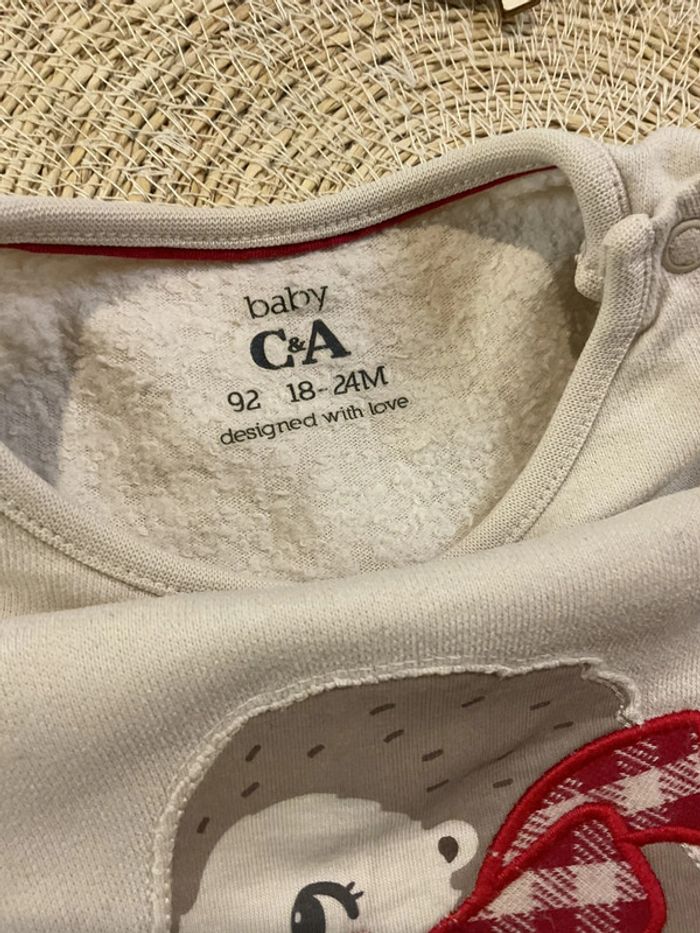 baby
C&A
92 18-24M
designed with love